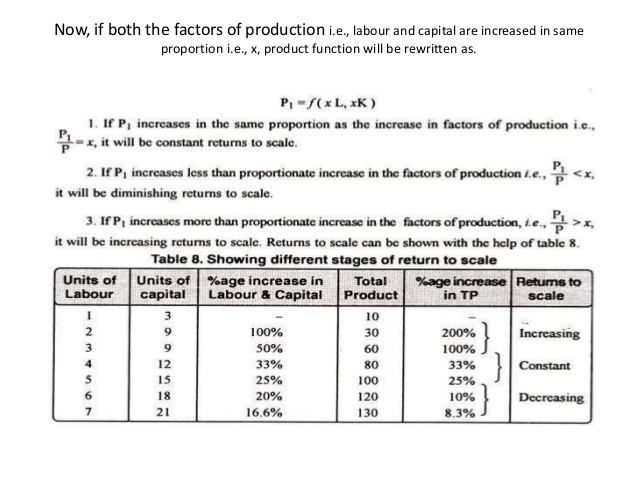 Now, if both the factors of production i.e., labour and capital are increased in same
proportion i.e., x, product function will be rewritten as.
P₁ = f( x L, xK )
1. If P₁ increases in the same proportion as the increase in factors of production i.e.,
P₁/P = x, it will be constant returns to scale.
2. If P₁ increases less than proportionate increase in the factors of production i.e., P₁/P < x,
it will be diminishing returns to scale.
3. If P₁ increases more than proportionate increase in the factors of production, i.e., P₁/P > x,
it will be increasing returns to scale. Returns to scale can be shown with the help of table 8.
Table 8. Showing different stages of return to scale
Units of Labour | Units of capital | %age increase in Labour & Capital | Total Product | %age increase in TP | Returns to scale
1 3 – 10 – --
2 9 100% 30 200% Increasing
3 9 50% 60 100%
4 12 33% 80 33% Constant
5 15 25% 100 25%
6 18 20% 120 10% Decreasing
7 21 16.6% 130 8.3%